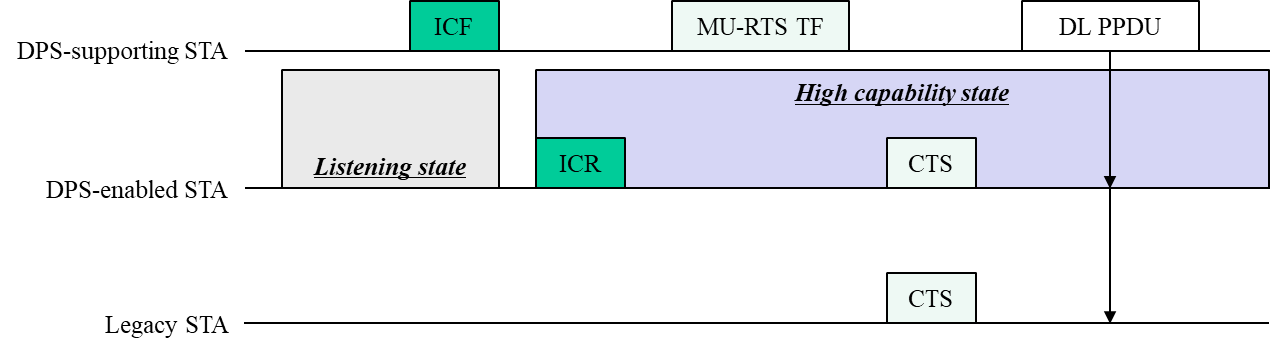 ICF
MU-RTS TF
DL PPDU
DPS-supporting STA
High capability state
Listening state
ICR
CTS
DPS-enabled STA
CTS
Legacy STA